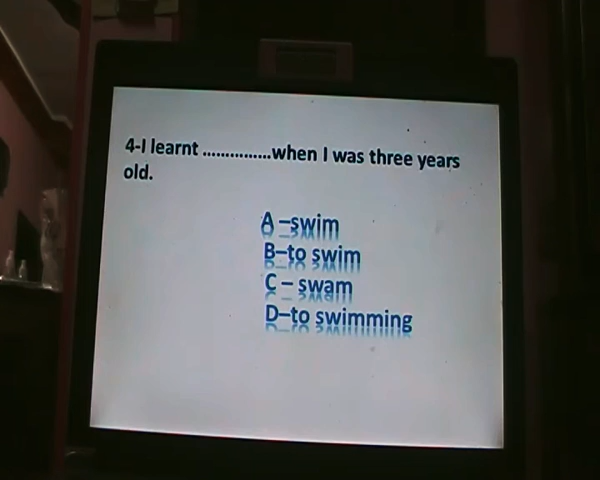 4-I learnt ...............when I was three years
old.
A –swim
B–to swim
C – swam
D–to swimming